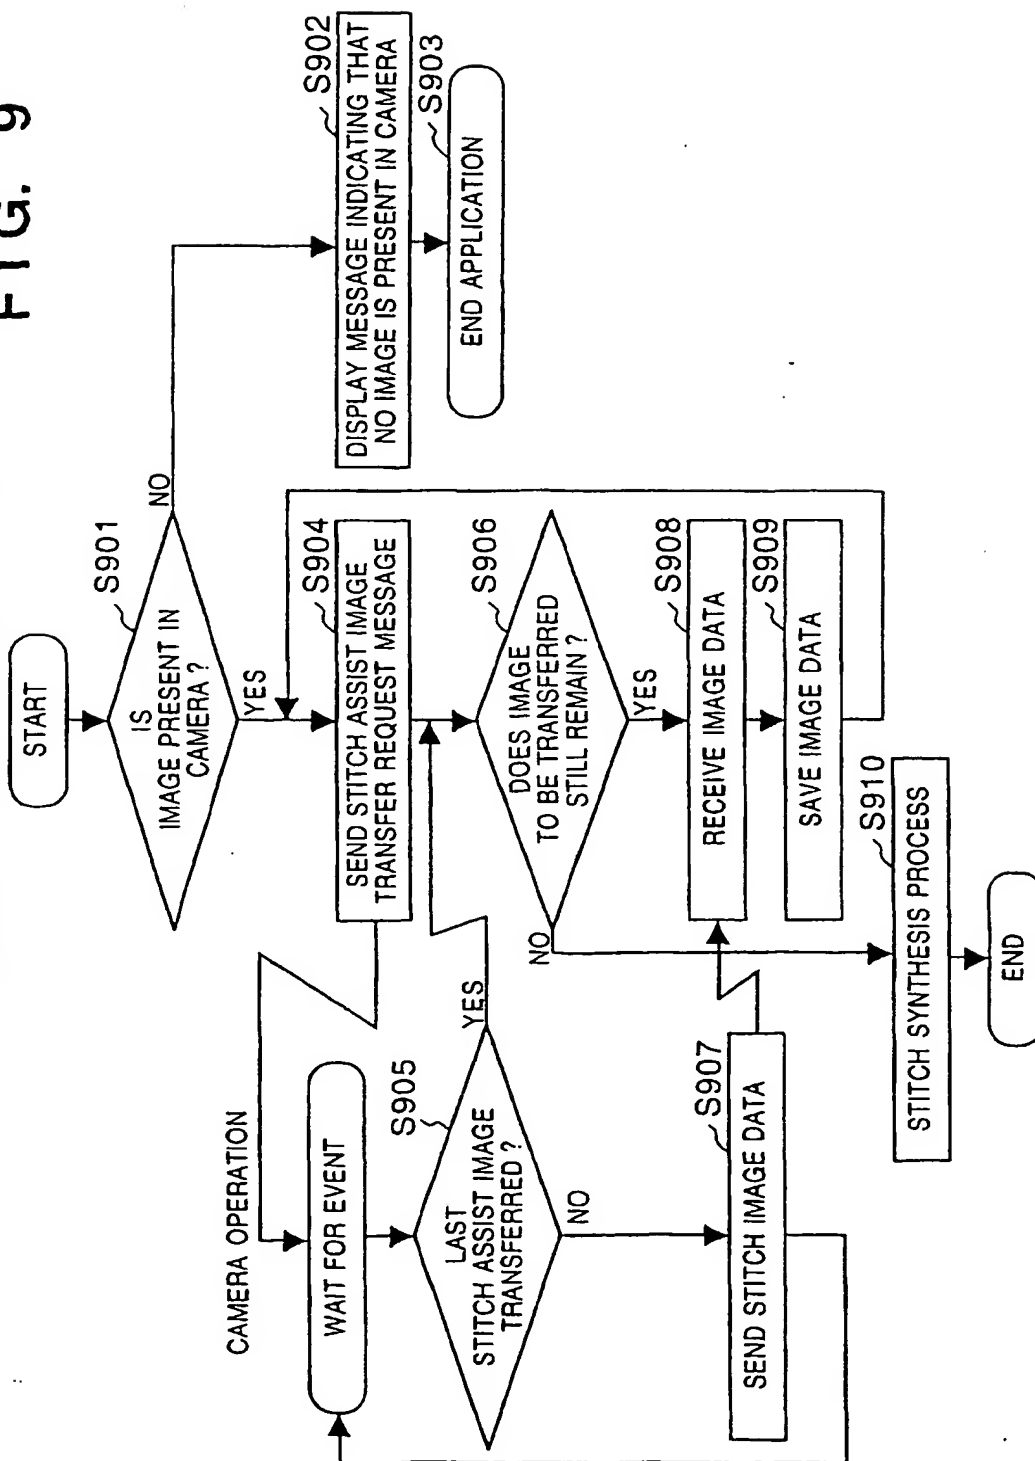 FIG. 9
START
S901
IS
IMAGE PRESENT IN
CAMERA ?
NO
YES
S902
DISPLAY MESSAGE INDICATING THAT
NO IMAGE IS PRESENT IN CAMERA
S903
END APPLICATION
S904
SEND STITCH ASSIST IMAGE
TRANSFER REQUEST MESSAGE
CAMERA OPERATION
WAIT FOR EVENT
S905
LAST
STITCH ASSIST IMAGE
TRANSFERRED ?
YES
NO
S906
DOES IMAGE
TO BE TRANSFERRED
STILL REMAIN ?
NO
YES
S907
SEND STITCH IMAGE DATA
S908
RECEIVE IMAGE DATA
S909
SAVE IMAGE DATA
S910
STITCH SYNTHESIS PROCESS
END